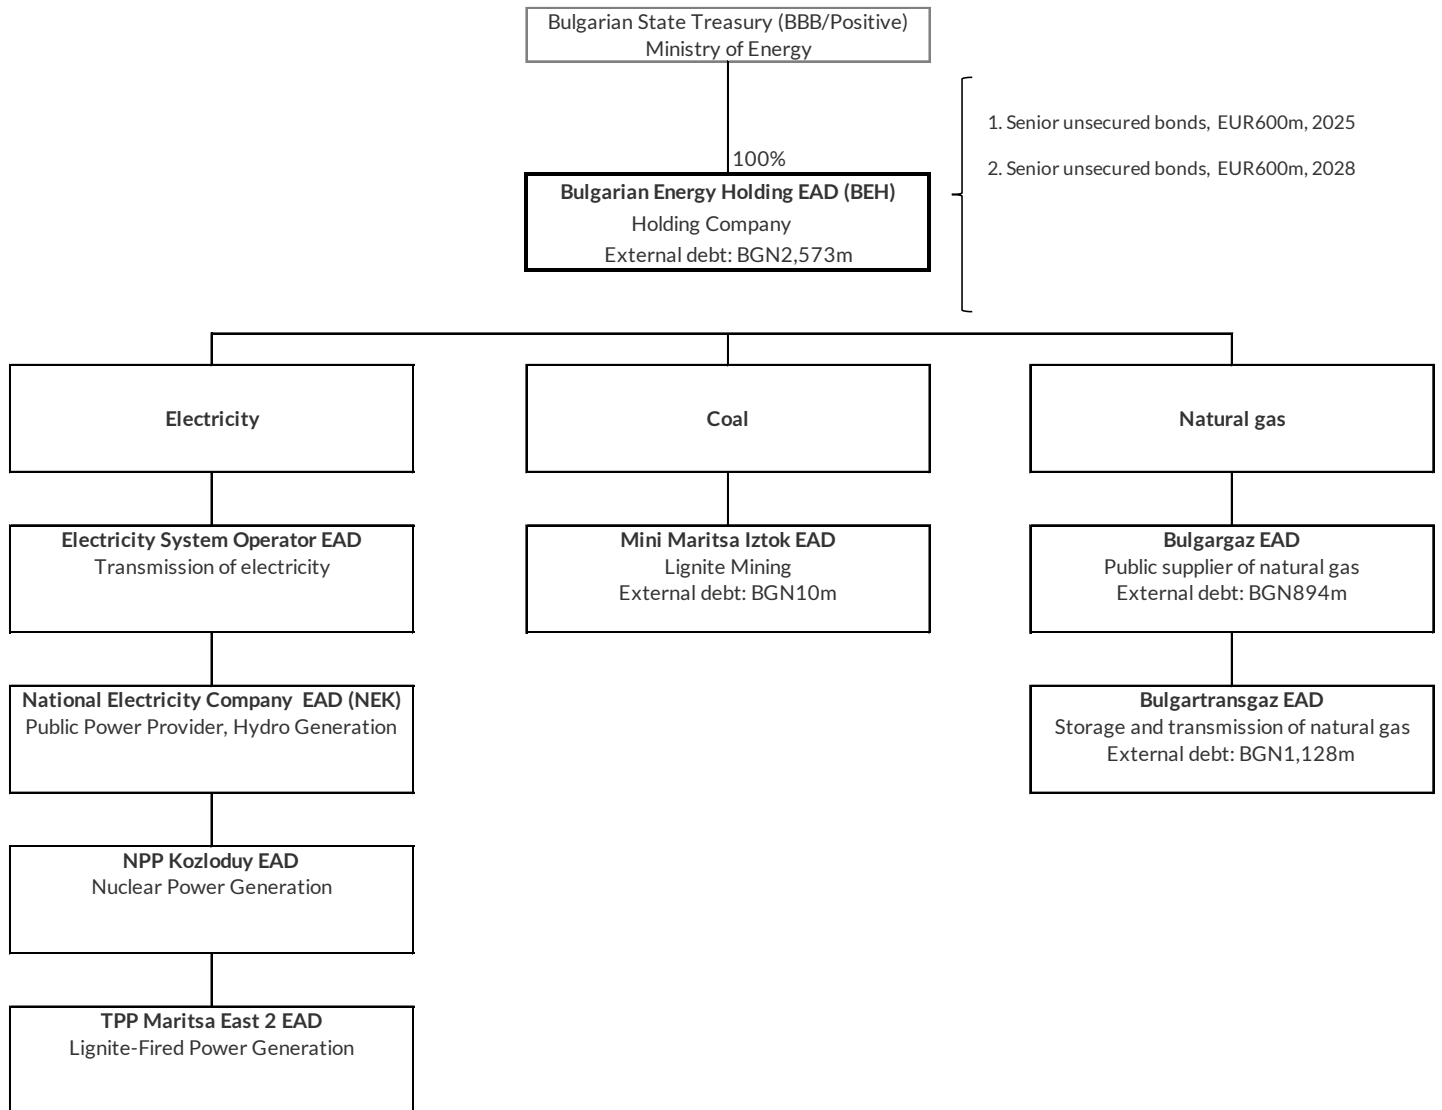 Bulgarian State Treasury (BBB/Positive)
Ministry of Energy
1. Senior unsecured bonds, EUR600m, 2025
2. Senior unsecured bonds, EUR600m, 2028
100%
Bulgarian Energy Holding EAD (BEH)
Holding Company
External debt: BGN2,573m
Electricity
Coal
Natural gas
Electricity System Operator EAD
Transmission of electricity
Mini Maritsa Iztok EAD
Lignite Mining
External debt: BGN10m
Bulgargaz EAD
Public supplier of natural gas
External debt: BGN894m
National Electricity Company EAD (NEK)
Public Power Provider, Hydro Generation
Bulgartransgaz EAD
Storage and transmission of natural gas
External debt: BGN1,128m
NPP Kozloduy EAD
Nuclear Power Generation
TPP Maritsa East 2 EAD
Lignite-Fired Power Generation